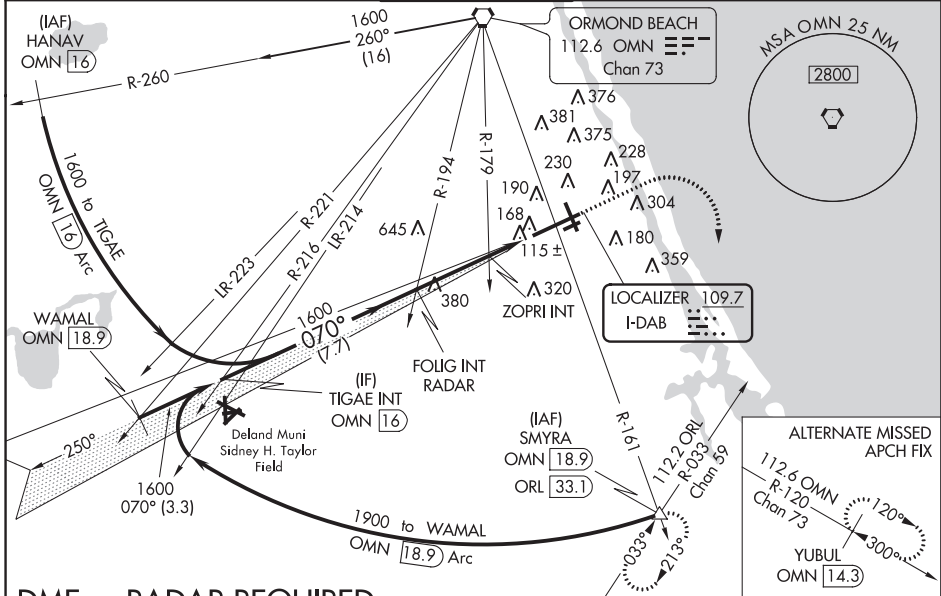 (IAF)
HANAV
OMN 16
1600
260°
(16)
R-260
ORMOND BEACH
112.6 OMN
Chan 73
MSA OMN 25 NM
2800
376
381
375
228
230
197
190
304
168
180
645
115 ±
359
320
380
1600 to TIGAE
OMN 16 Arc
R-194
R-179
R-221
LR-214
R-216
LR-223
ZOPRI INT
LOCALIZER 109.7
I-DAB
WAMAL
OMN 18.9
1600
070°
(7.7)
FOLIG INT
RADAR
(IF)
TIGAE INT
OMN 16
R-161
250°
Deland Muni
Sidney H. Taylor
Field
(IAF)
SMYRA
OMN 18.9
ORL 33.1
112.2 ORL
R-033
Chan 59
1600
070° (3.3)
1900 to WAMAL
OMN 18.9 Arc
033°
213°
ALTERNATE MISSED
APCH FIX
112.6 OMN
R-120
Chan 73
120°
300°
YUBUL
OMN 14.3